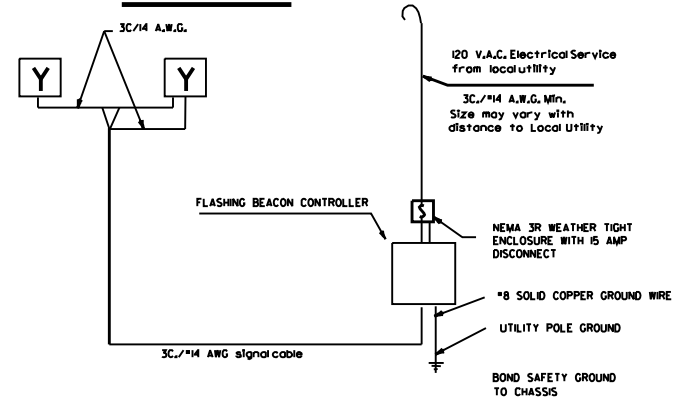 3C/14 A.W.G.
Y
Y
120 V.A.C. Electrical Service
from local utility
3C./#14 A.W.G. Min.
Size may vary with
distance to Local Utility
FLASHING BEACON CONTROLLER
S
NEMA 3R WEATHER TIGHT
ENCLOSURE WITH 15 AMP
DISCONNECT
#8 SOLID COPPER GROUND WIRE
UTILITY POLE GROUND
3C./#14 AWG signal cable
BOND SAFETY GROUND
TO CHASSIS